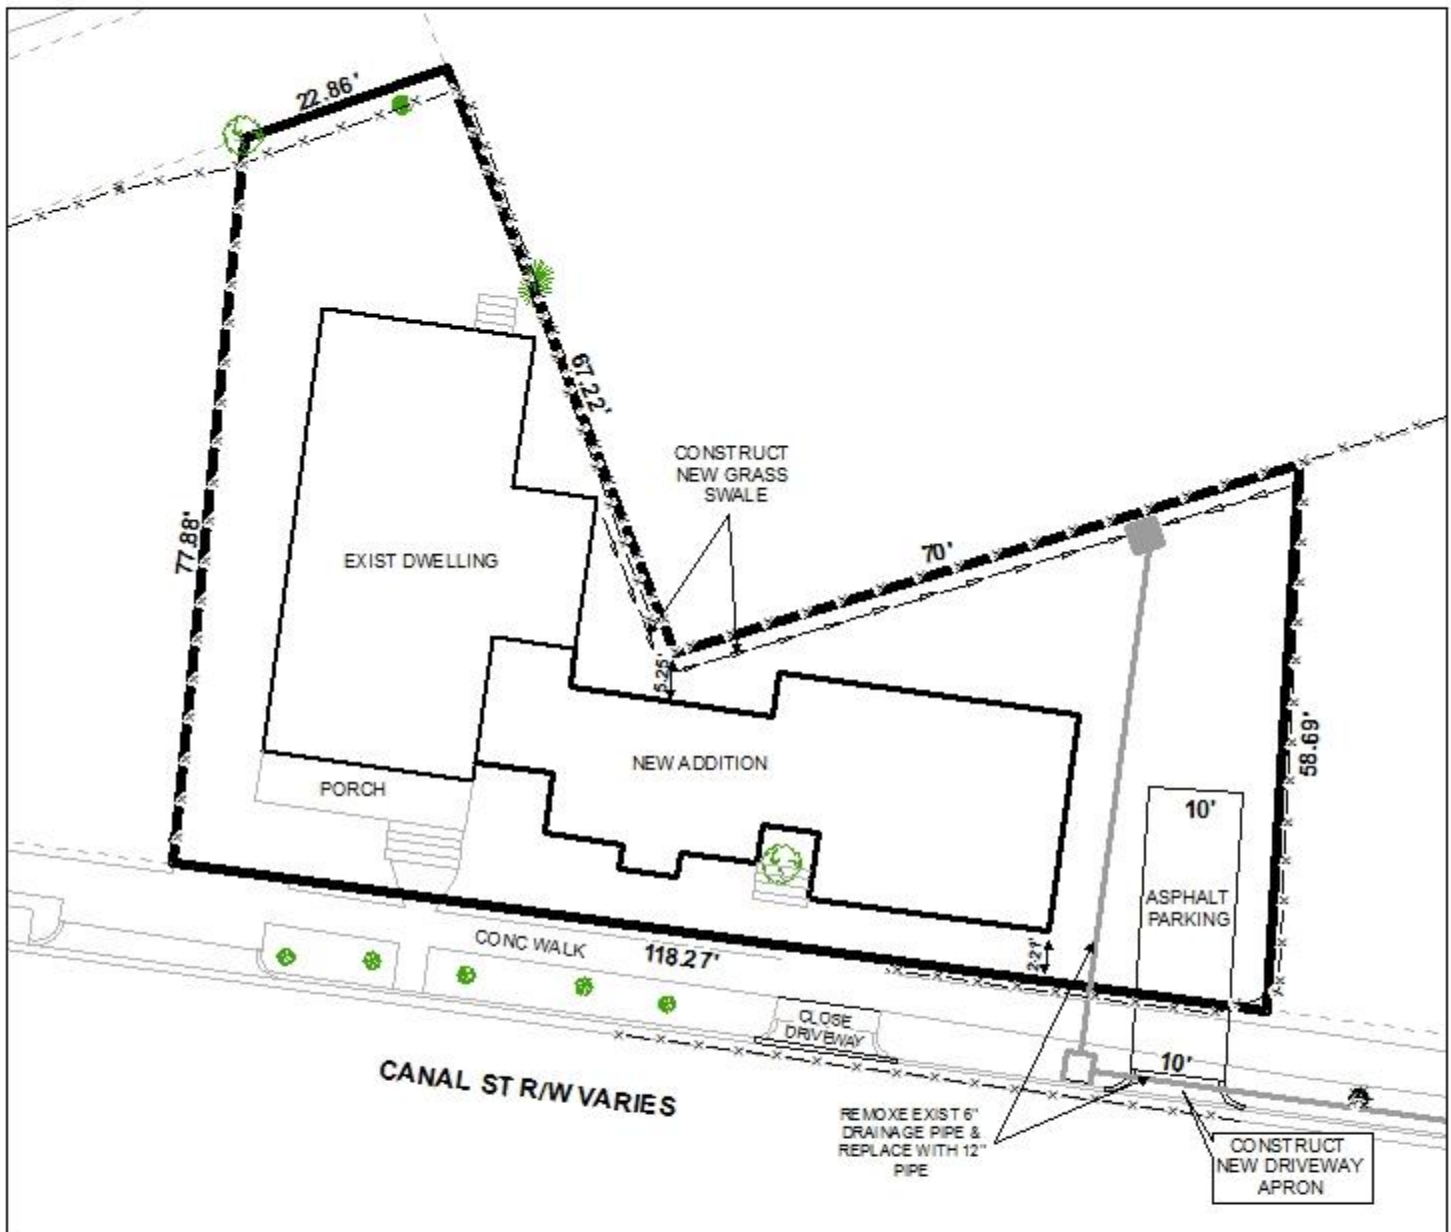 22.86'
67.22'
CONSTRUCT
NEW GRASS
SWALE
77.88'
EXIST DWELLING
70'
5.25'
NEW ADDITION
PORCH
58.69'
10'
ASPHALT
PARKING
CONC WALK
118.27'
2.21'
CLOSE
DRIVEWAY
CANAL ST R/W VARIES
10'
REMOXE EXIST 6"
DRAINAGE PIPE &
REPLACE WITH 12"
PIPE
CONSTRUCT
NEW DRIVEWAY
APRON